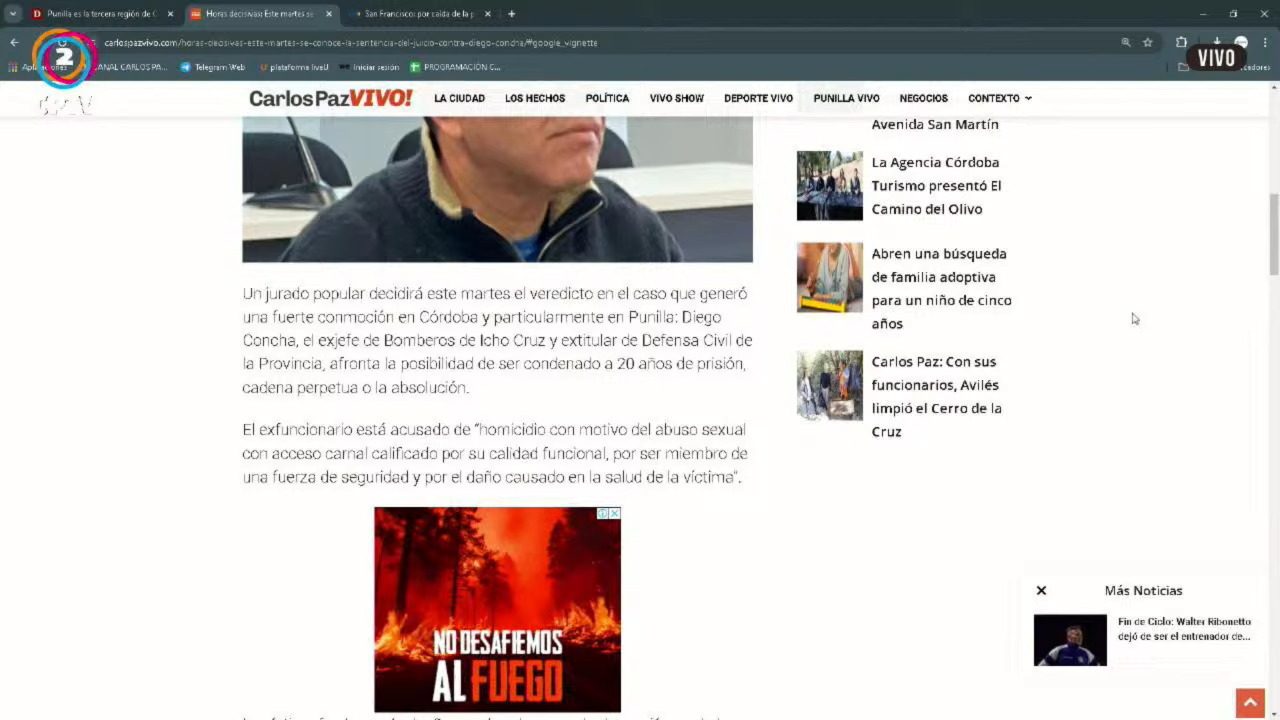 Punilla es la tercera región de C
Horas decisivas: Este martes se
San Francisco: por caída de la p
carlospazvivo.com/horas-decisivas-este-martes-se-conoce-la-sentencia-del-juicio-contra-diego-concha/#google_vignette
2
VIVO
CANAL CARLOS PA...
Telegram Web
plataforma liveU
Iniciar sesión
PROGRAMACIÓN C...
CarlosPazVIVO!
LA CIUDAD
LOS HECHOS
POLÍTICA
VIVO SHOW
DEPORTE VIVO
PUNILLA VIVO
NEGOCIOS
CONTEXTO
Un jurado popular decidirá este martes el veredicto en el caso que generó
una fuerte conmoción en Córdoba y particularmente en Punilla: Diego
Concha, el exjefe de Bomberos de Icho Cruz y extitular de Defensa Civil de
la Provincia, afronta la posibilidad de ser condenado a 20 años de prisión,
cadena perpetua o la absolución.
El exfuncionario está acusado de "homicidio con motivo del abuso sexual
con acceso carnal calificado por su calidad funcional, por ser miembro de
una fuerza de seguridad y por el daño causado en la salud de la víctima".
NO DESAFIEMOS
AL FUEGO
Avenida San Martín
La Agencia Córdoba
Turismo presentó El
Camino del Olivo
Abren una búsqueda
de familia adoptiva
para un niño de cinco
años
Carlos Paz: Con sus
funcionarios, Avilés
limpió el Cerro de la
Cruz
Más Noticias
Fin de Ciclo: Walter Ribonetto
dejó de ser el entrenador de...